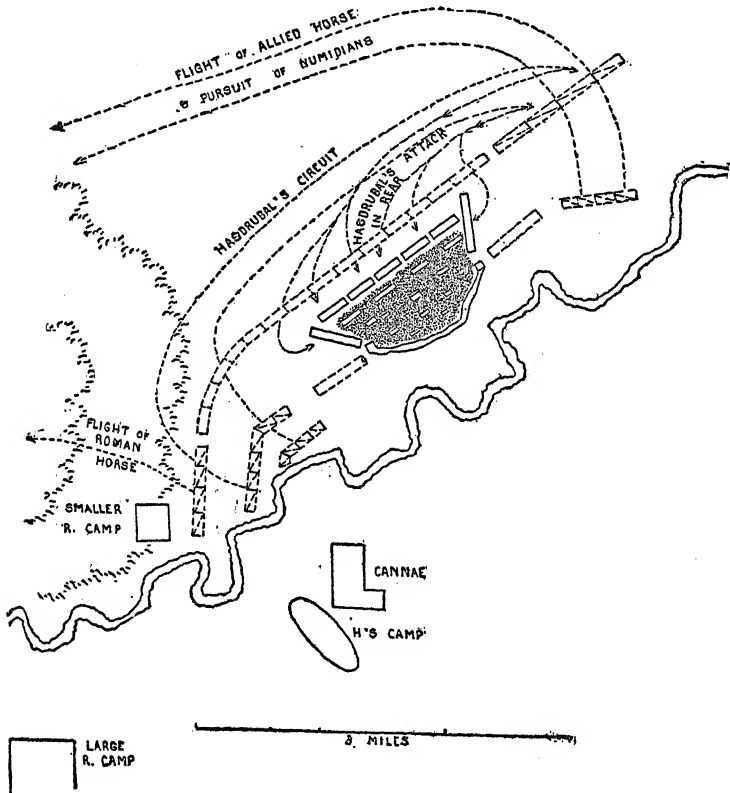 FLIGHT OF ALLIED HORSE
& PURSUIT OF NUMIDIANS
HASDRUBAL'S CIRCUIT
HASDRUBAL'S ATTACK
IN REAR
FLIGHT OF
ROMAN
HORSE
SMALLER
R. CAMP
CANNAE
H'S CAMP
LARGE
R. CAMP
MILES